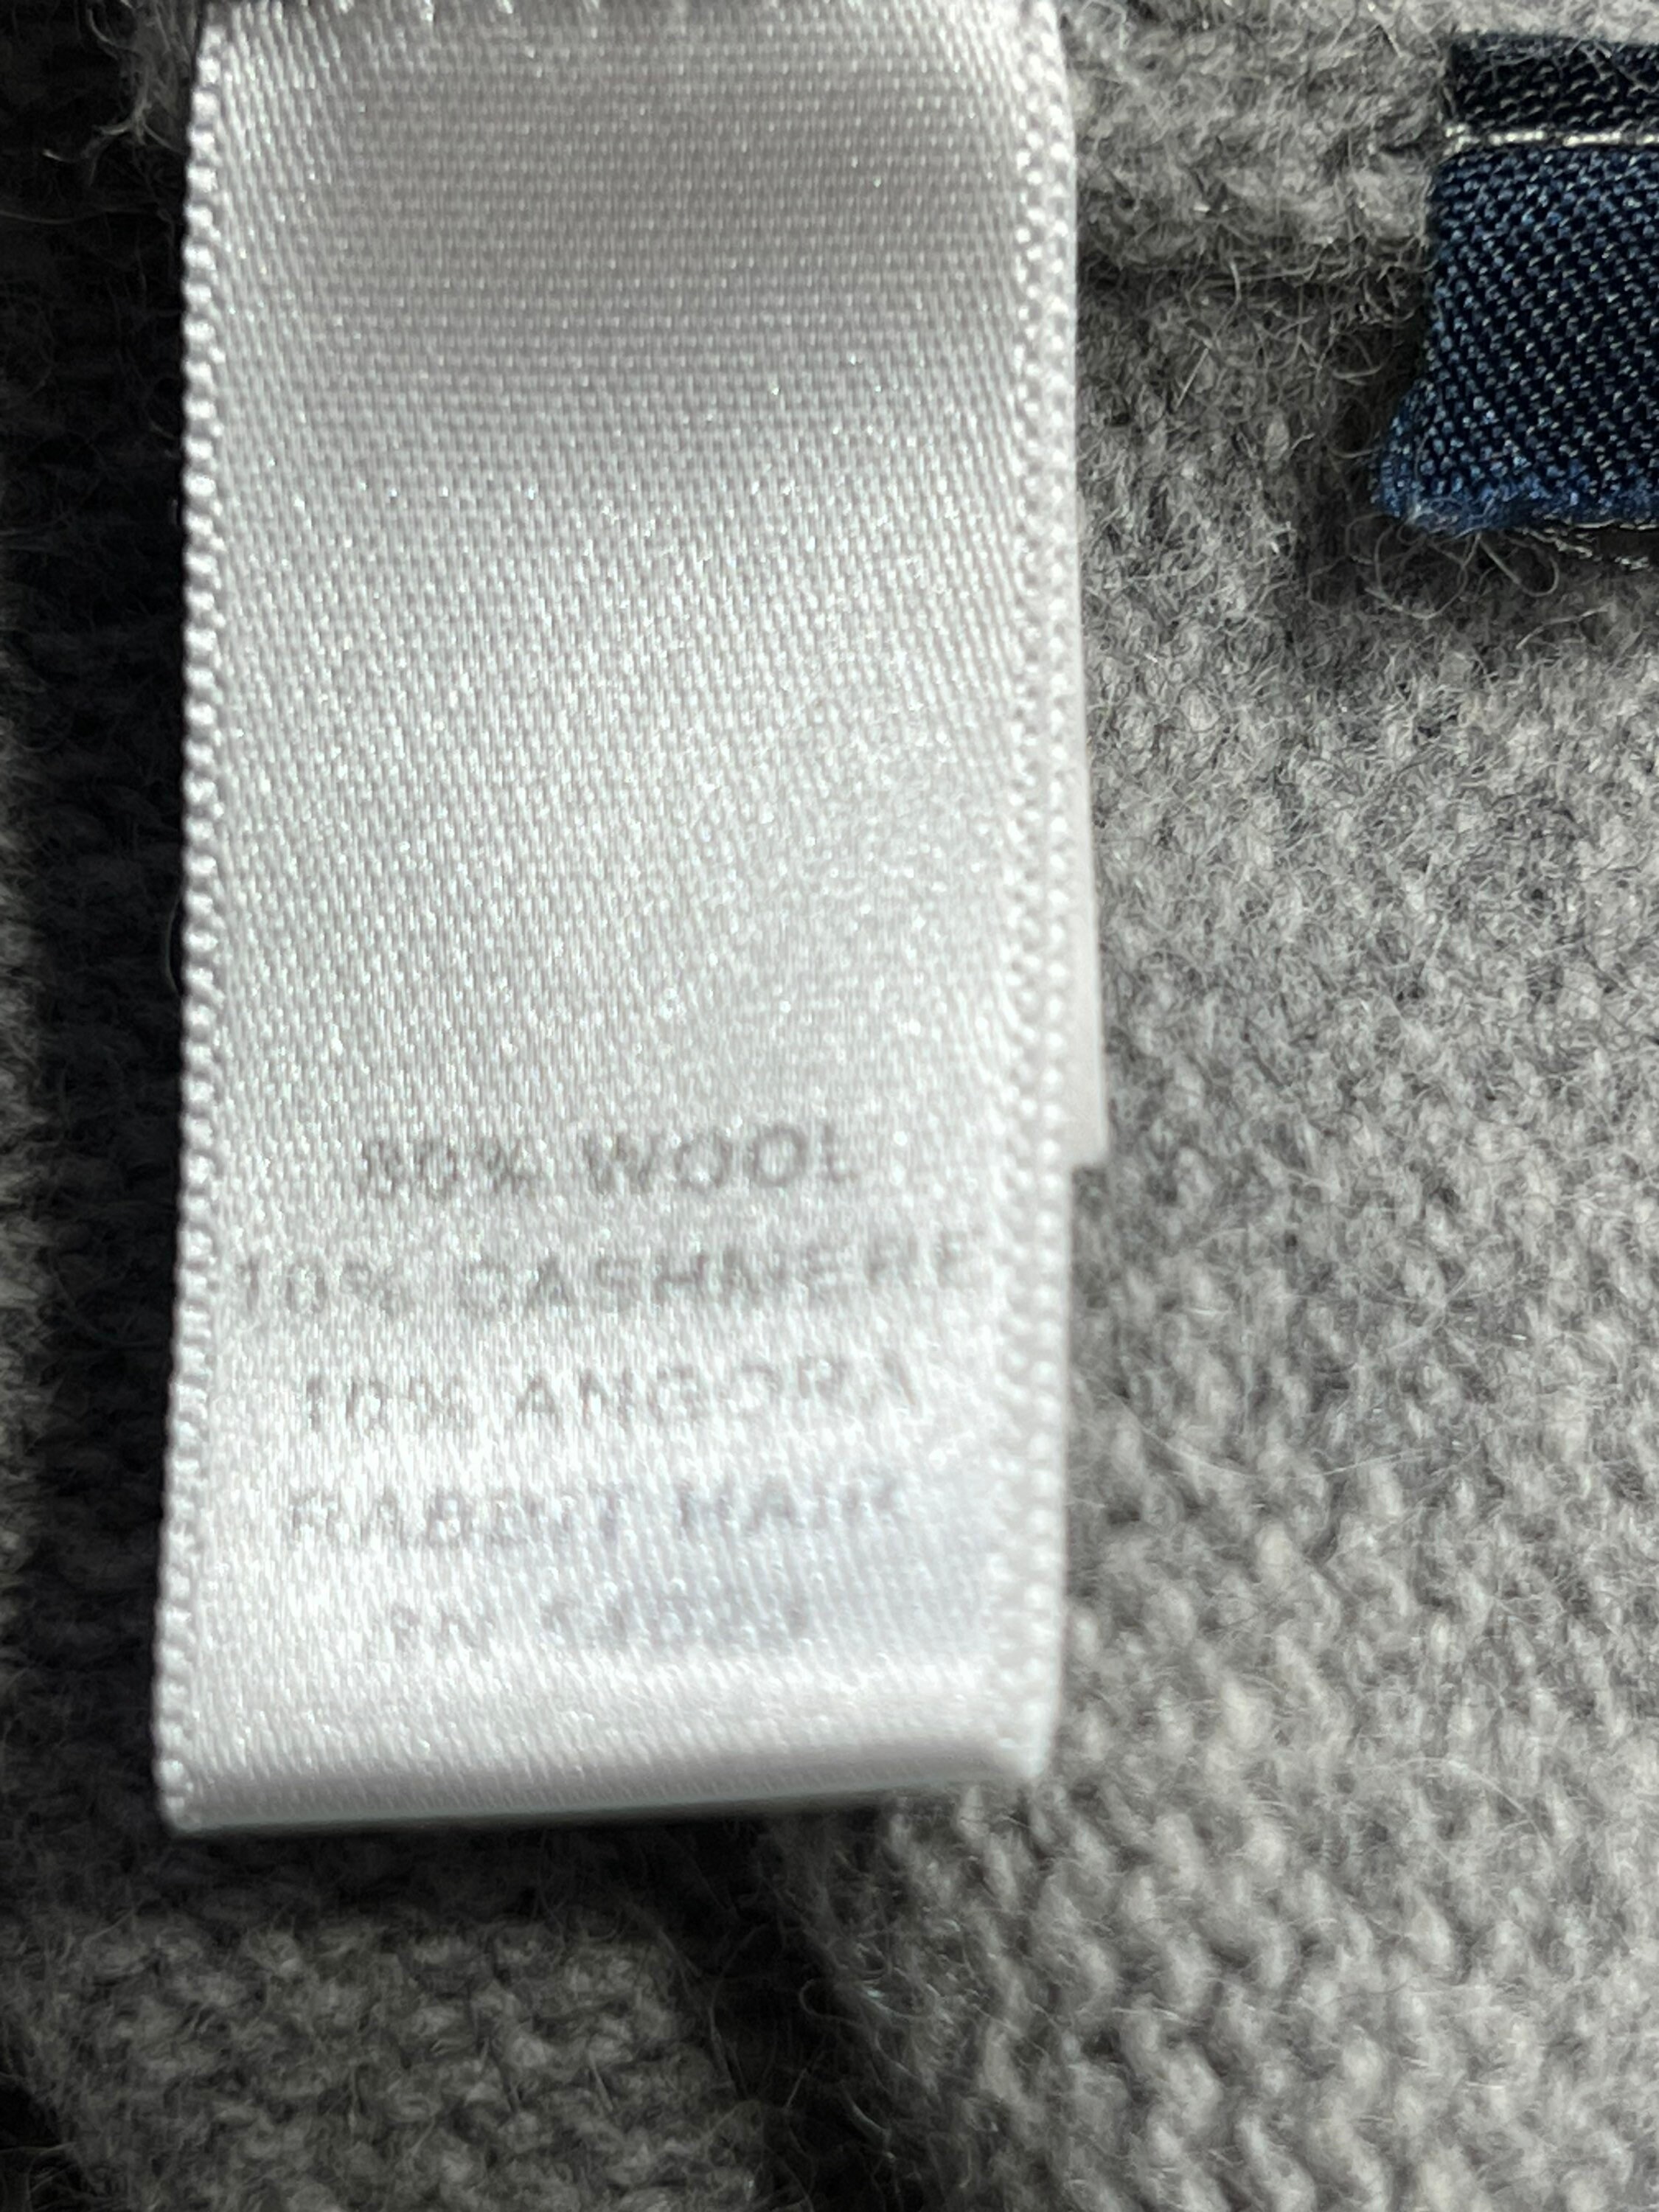 80% WOOL
10% CASHMERE
10% ANGORA
RABBIT HAIR